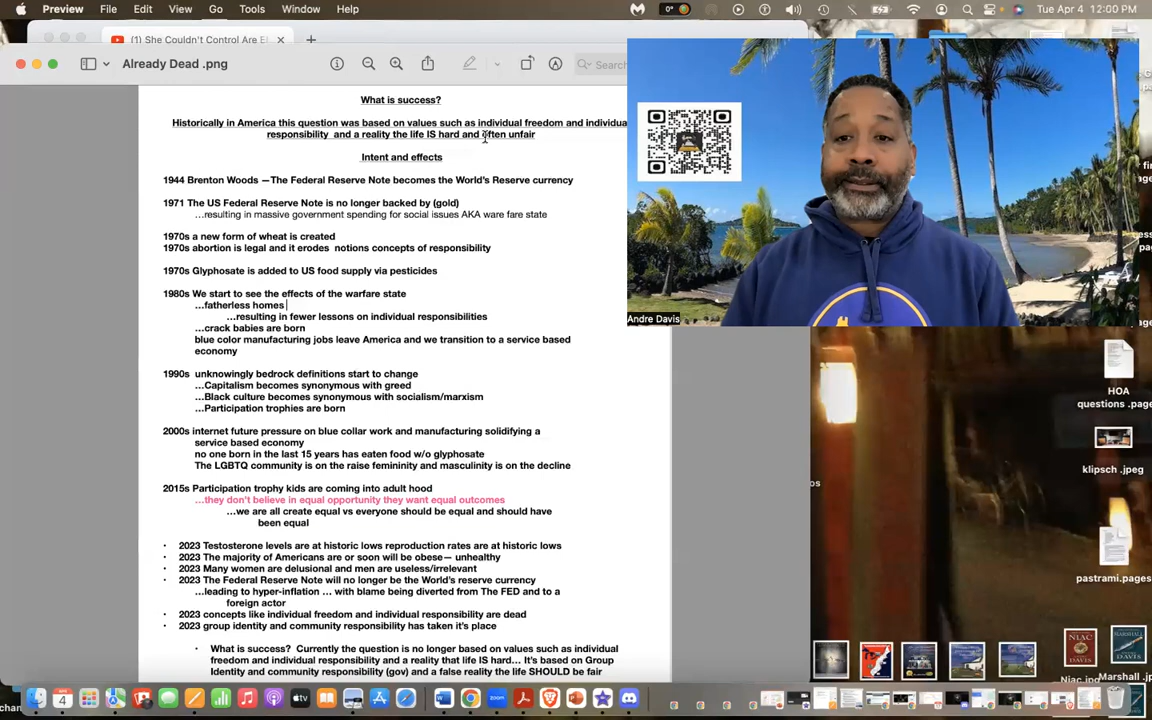 Preview File Edit View Go Tools Window Help
0°
Tue Apr 4 12:00 PM
(1) She Couldn't Control Are E
Already Dead .png
Search
What is success?
Historically in America this question was based on values such as individual freedom and individua
responsibility and a reality the life IS hard and often unfair
Intent and effects
1944 Brenton Woods —The Federal Reserve Note becomes the World's Reserve currency
1971 The US Federal Reserve Note is no longer backed by (gold)
...resulting in massive government spending for social issues AKA ware fare state
1970s a new form of wheat is created
1970s abortion is legal and it erodes notions concepts of responsibility
1970s Glyphosate is added to US food supply via pesticides
1980s We start to see the effects of the warfare state
...fatherless homes
...resulting in fewer lessons on individual responsibilities
...crack babies are born
blue color manufacturing jobs leave America and we transition to a service based
economy
1990s unknowingly bedrock definitions start to change
...Capitalism becomes synonymous with greed
...Black culture becomes synonymous with socialism/marxism
...Participation trophies are born
2000s internet future pressure on blue collar work and manufacturing solidifying a
service based economy
no one born in the last 15 years has eaten food w/o glyphosate
The LGBTQ community is on the raise femininity and masculinity is on the decline
2015s Participation trophy kids are coming into adult hood
...they don't believe in equal opportunity they want equal outcomes
...we are all create equal vs everyone should be equal and should have
been equal
· 2023 Testosterone levels are at historic lows reproduction rates are at historic lows
· 2023 The majority of Americans are or soon will be obese— unhealthy
· 2023 Many women are delusional and men are useless/irrelevant
· 2023 The Federal Reserve Note will no longer be the World's reserve currency
...leading to hyper-inflation ... with blame being diverted from The FED and to a
foreign actor
· 2023 concepts like individual freedom and individual responsibility are dead
· 2023 group identity and community responsibility has taken it's place
· What is success? Currently the question is no longer based on values such as individual
freedom and individual responsibility and a reality that life IS hard... It's based on Group
Identity and community responsibility (gov) and a false reality the life SHOULD be fair
Andre Davis
HOA
questions .pages
klipsch .jpeg
pastrami.pages
NIAC
DAVIS
MARSHALL
DAVIS
Niac.jpg
Marshall .jp
tv
zoom
APR
4